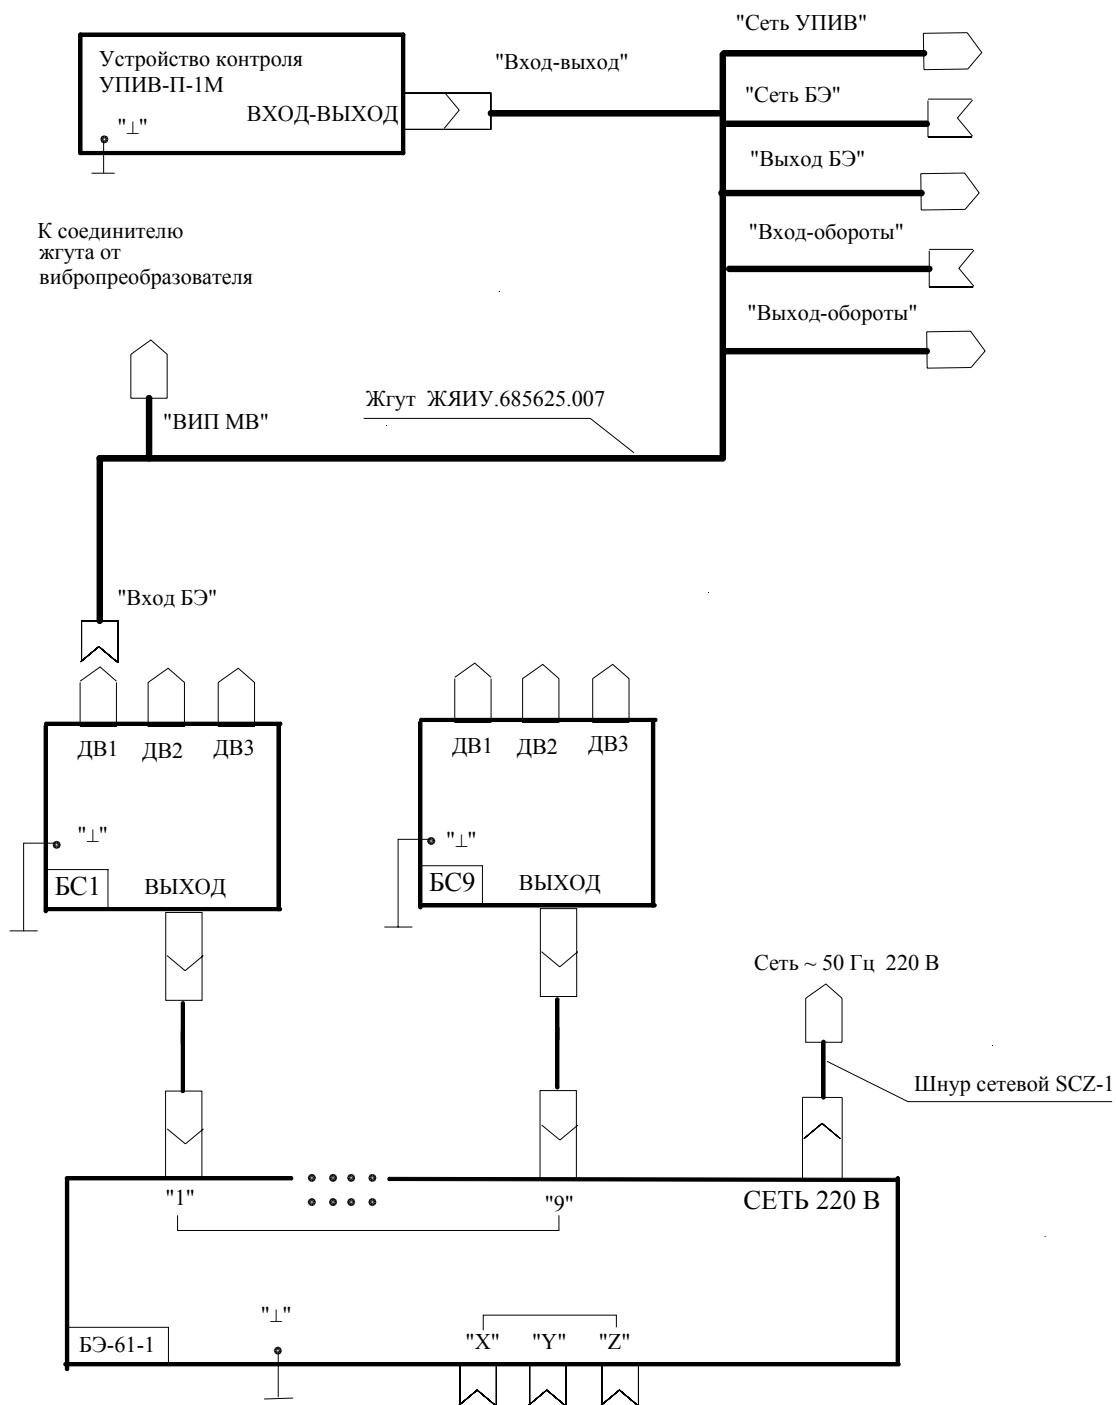 "Сеть УПИВ"
Устройство контроля
УПИВ-П-1М
"Вход-выход"
"Сеть БЭ"
ВХОД-ВЫХОД
"⊥"
"Выход БЭ"
К соединителю
жгута от
вибропреобразователя
"Вход-обороты"
"Выход-обороты"
Жгут ЖЯИУ.685625.007
"ВИП МВ"
"Вход БЭ"
ДВ1 ДВ2 ДВ3
ДВ1 ДВ2 ДВ3
"⊥"
"⊥"
БС1 ВЫХОД
БС9 ВЫХОД
Сеть ~ 50 Гц 220 В
Шнур сетевой SCZ-1
"1"
"9"
СЕТЬ 220 В
"⊥"
БЭ-61-1
"X" "Y" "Z"